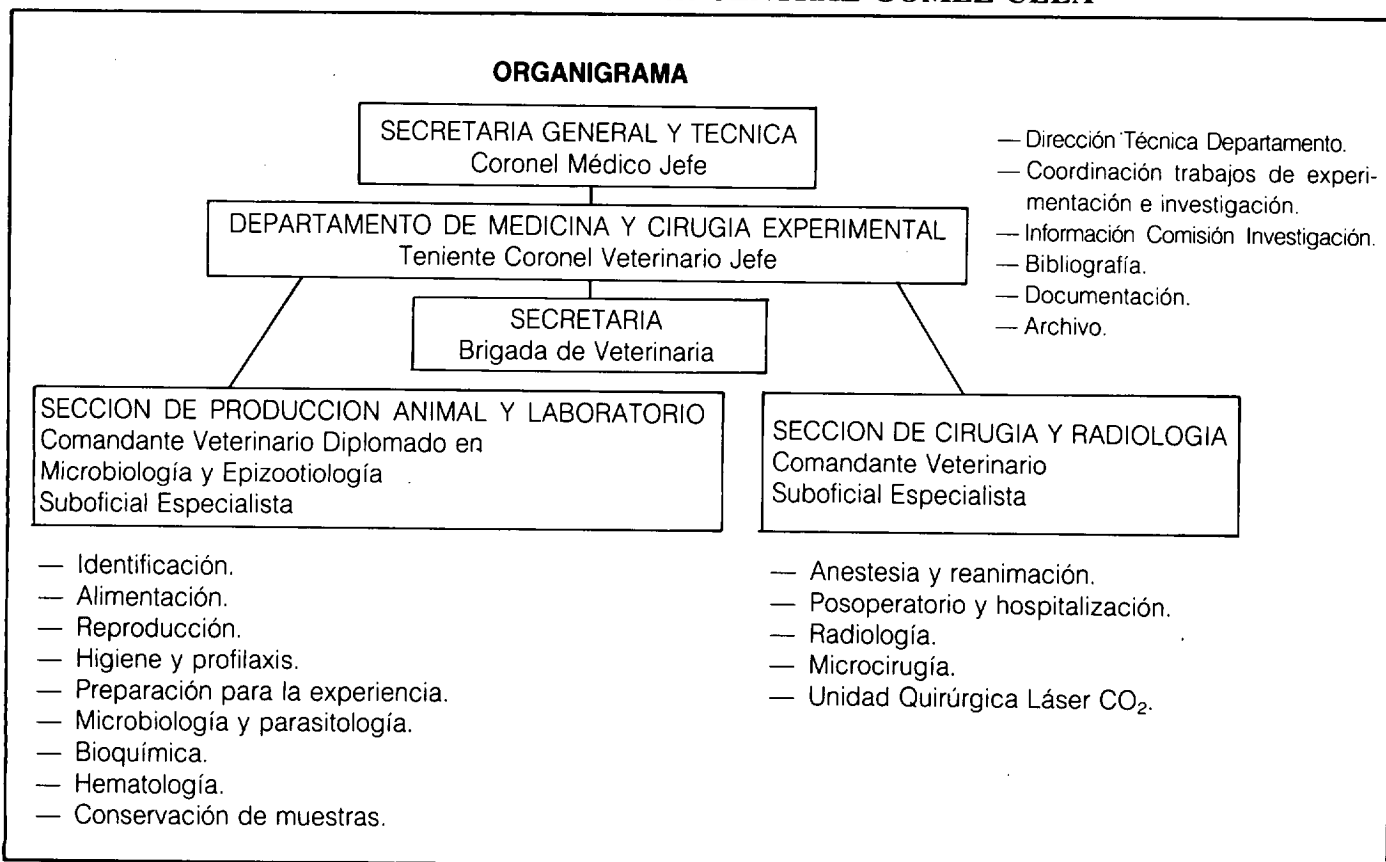 GOMEZ ULLA
ORGANIGRAMA
SECRETARIA GENERAL Y TECNICA
Coronel Médico Jefe
DEPARTAMENTO DE MEDICINA Y CIRUGIA EXPERIMENTAL
Teniente Coronel Veterinario Jefe
— Dirección Técnica Departamento.
— Coordinación trabajos de experi-
mentación e investigación.
— Información Comisión Investigación.
— Bibliografía.
— Documentación.
— Archivo.
SECRETARIA
Brigada de Veterinaria
SECCION DE PRODUCCION ANIMAL Y LABORATORIO
Comandante Veterinario Diplomado en
Microbiología y Epizootiología
Suboficial Especialista
— Identificación.
— Alimentación.
— Reproducción.
— Higiene y profilaxis.
— Preparación para la experiencia.
— Microbiología y parasitología.
— Bioquímica.
— Hematología.
— Conservación de muestras.
SECCION DE CIRUGIA Y RADIOLOGIA
Comandante Veterinario
Suboficial Especialista
— Anestesia y reanimación.
— Posoperatorio y hospitalización.
— Radiología.
— Microcirugía.
— Unidad Quirúrgica Láser CO₂.